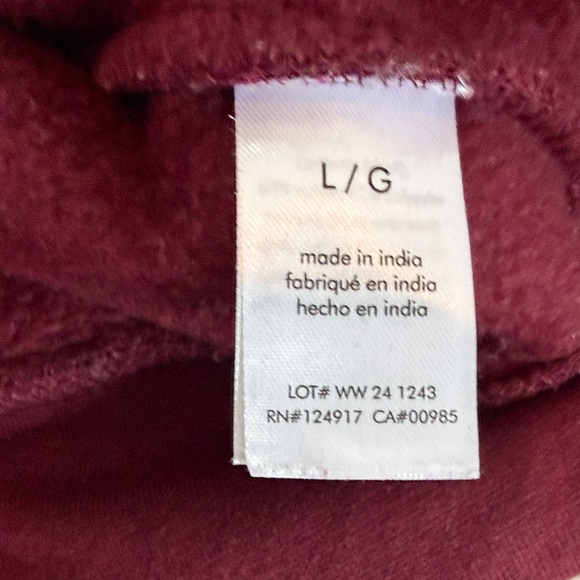 L / G
made in india
fabriqué en india
hecho en india
LOT# WW 24 1243
RN#124917 CA#00985